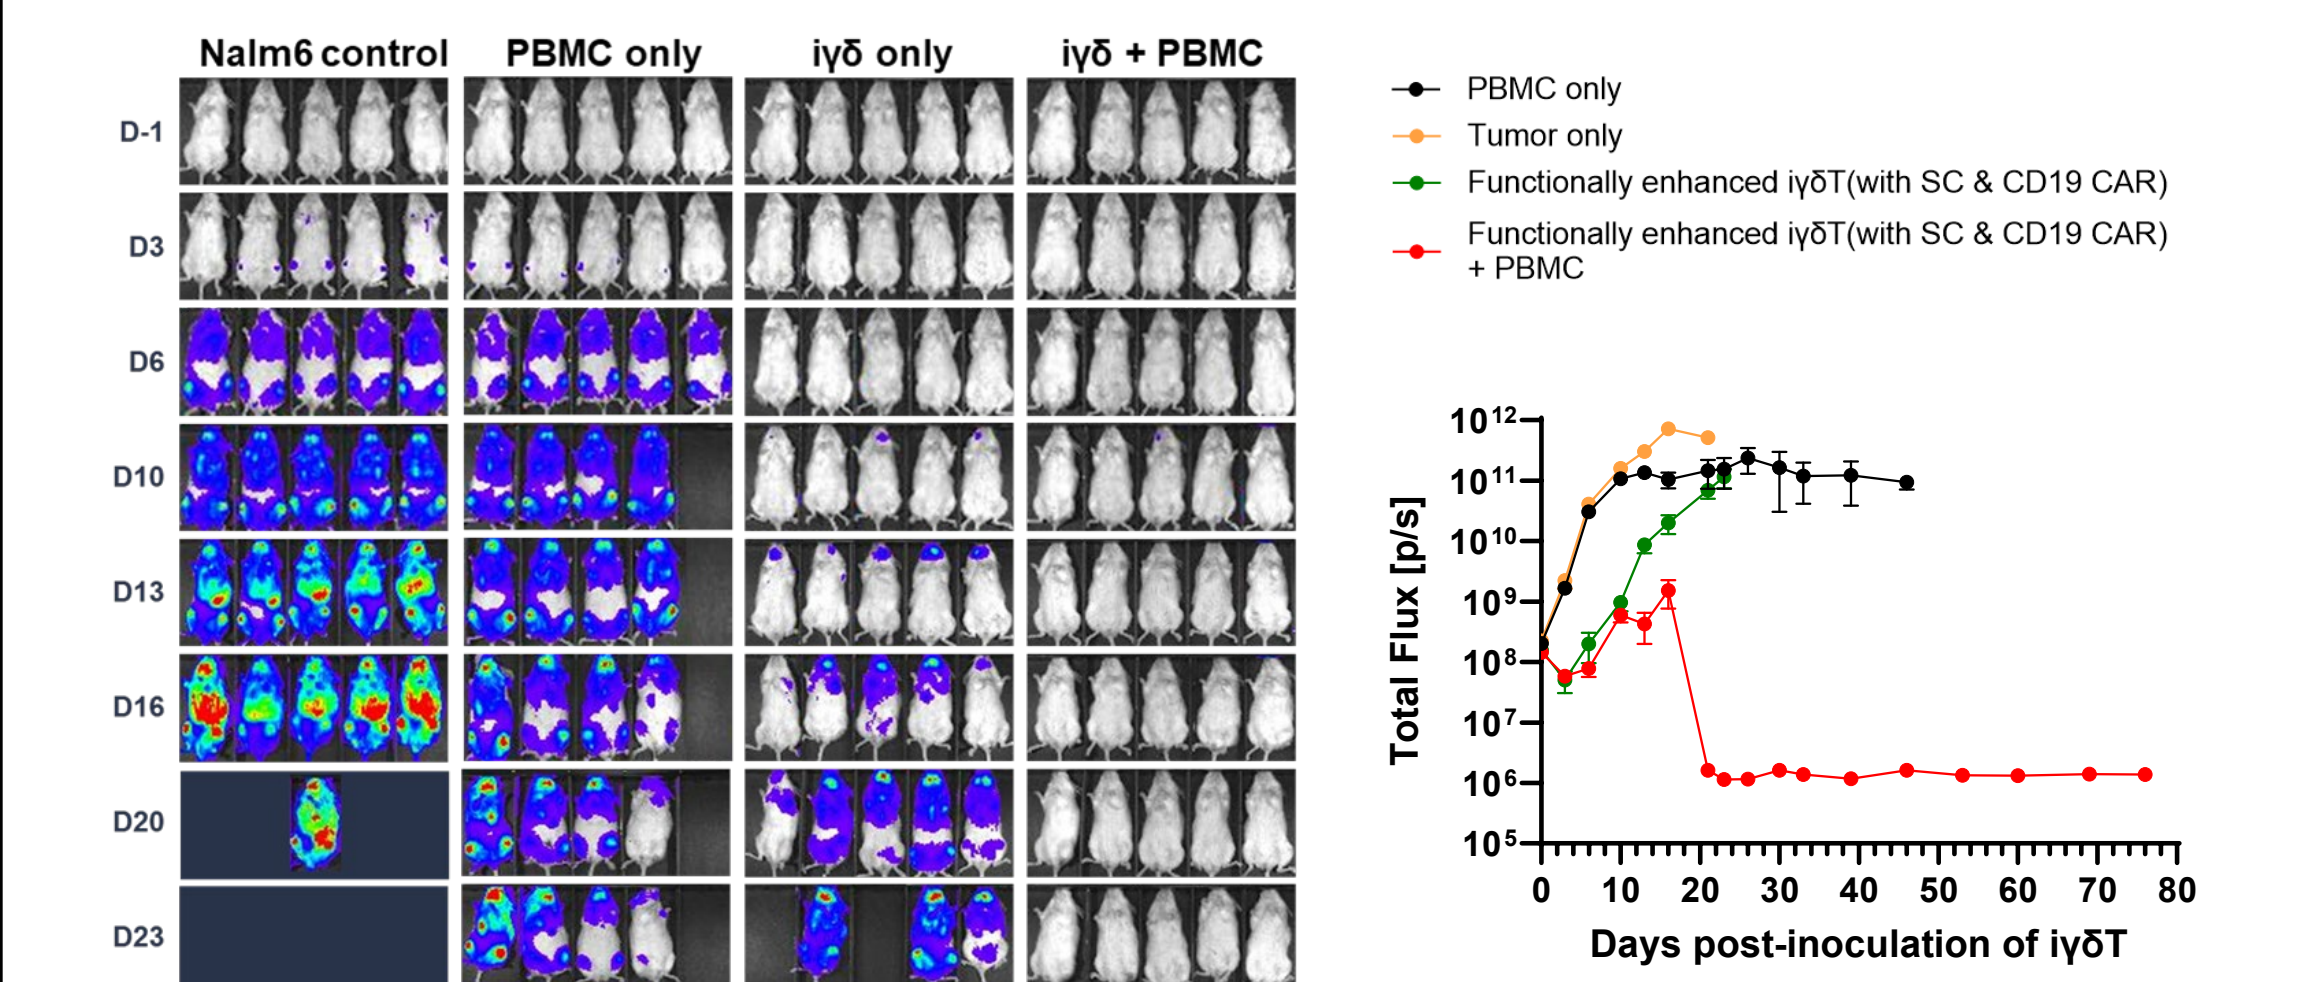 Nalm6 control PBMC only iγδ only iγδ + PBMC
D-1
D3
D6
D10
D13
D16
D20
D23
PBMC only
Tumor only
Functionally enhanced iγδT(with SC & CD19 CAR)
Functionally enhanced iγδT(with SC & CD19 CAR)
+ PBMC
Total Flux [p/s]
10¹²
10¹¹
10¹⁰
10⁹
10⁸
10⁷
10⁶
10⁵
0 10 20 30 40 50 60 70 80
Days post-inoculation of iγδT